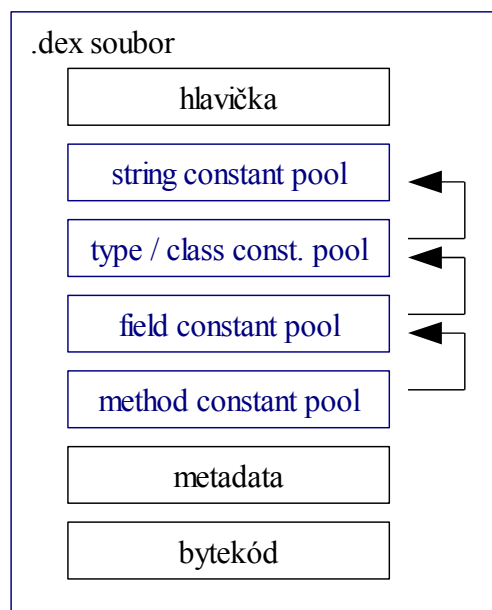 .dex soubor
hlavička
string constant pool
type / class const. pool
field constant pool
method constant pool
metadata
bytekód